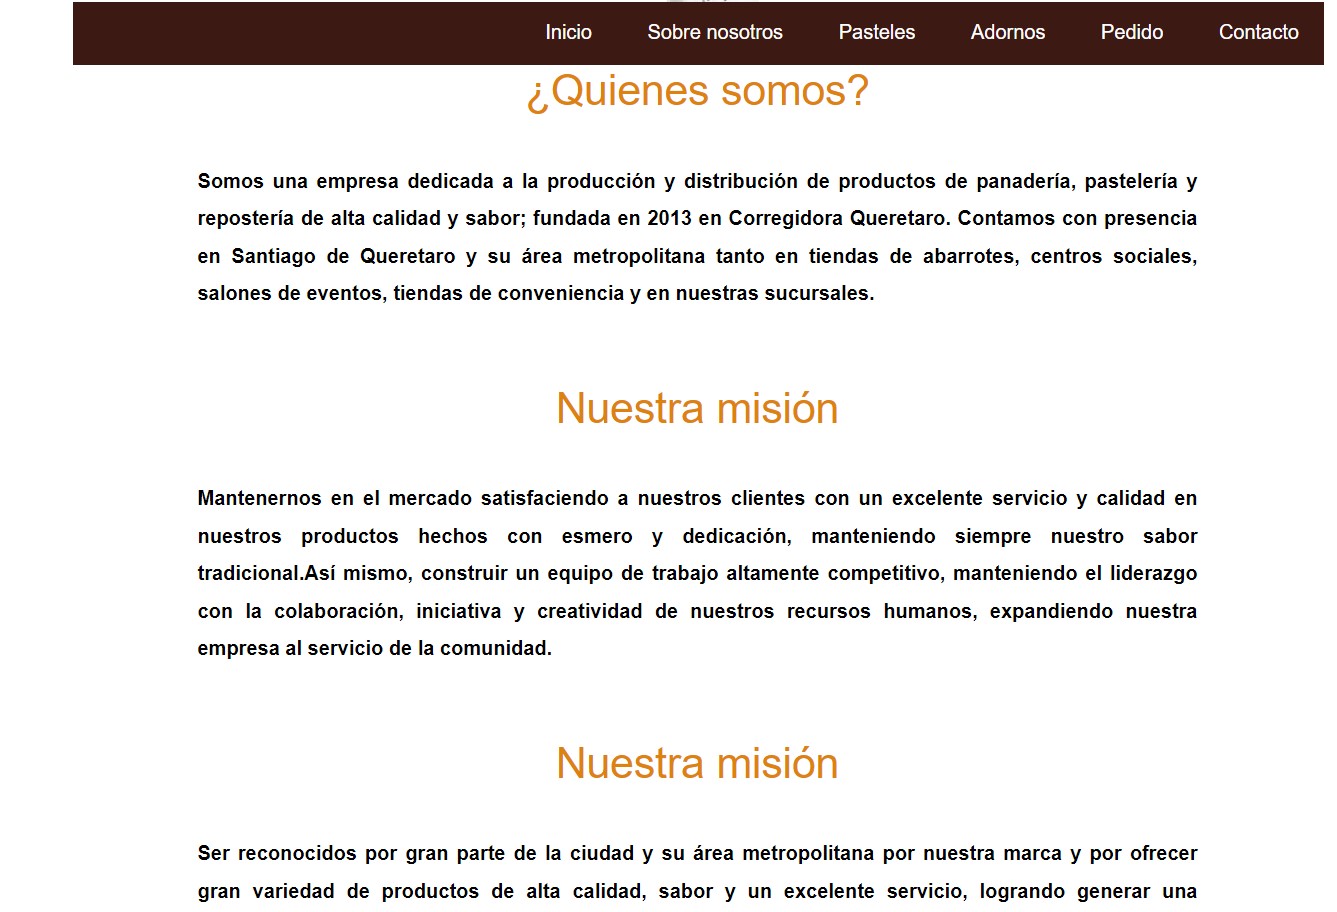 Inicio Sobre nosotros Pasteles Adornos Pedido Contacto
¿Quienes somos?
Somos una empresa dedicada a la producción y distribución de productos de panadería, pastelería y
repostería de alta calidad y sabor; fundada en 2013 en Corregidora Queretaro. Contamos con presencia
en Santiago de Queretaro y su área metropolitana tanto en tiendas de abarrotes, centros sociales,
salones de eventos, tiendas de conveniencia y en nuestras sucursales.
Nuestra misión
Mantenernos en el mercado satisfaciendo a nuestros clientes con un excelente servicio y calidad en
nuestros productos hechos con esmero y dedicación, manteniendo siempre nuestro sabor
tradicional.Así mismo, construir un equipo de trabajo altamente competitivo, manteniendo el liderazgo
con la colaboración, iniciativa y creatividad de nuestros recursos humanos, expandiendo nuestra
empresa al servicio de la comunidad.
Nuestra misión
Ser reconocidos por gran parte de la ciudad y su área metropolitana por nuestra marca y por ofrecer
gran variedad de productos de alta calidad, sabor y un excelente servicio, logrando generar una